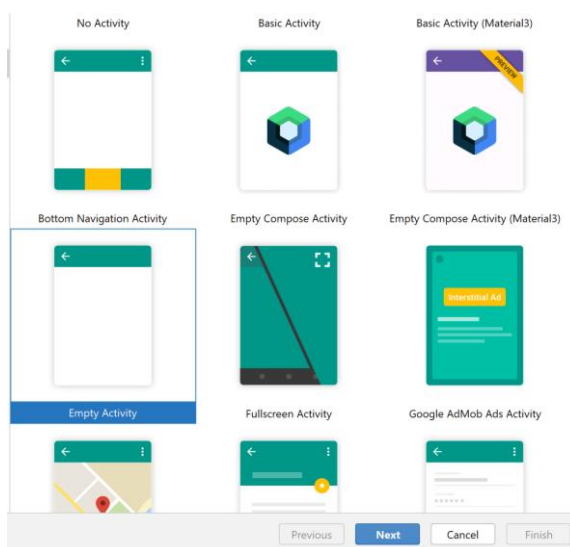 No Activity
Basic Activity
Basic Activity (Material3)
PREVIEW
Bottom Navigation Activity
Empty Compose Activity
Empty Compose Activity (Material3)
Interstitial Ad
Empty Activity
Fullscreen Activity
Google AdMob Ads Activity
Previous
Next
Cancel
Finish